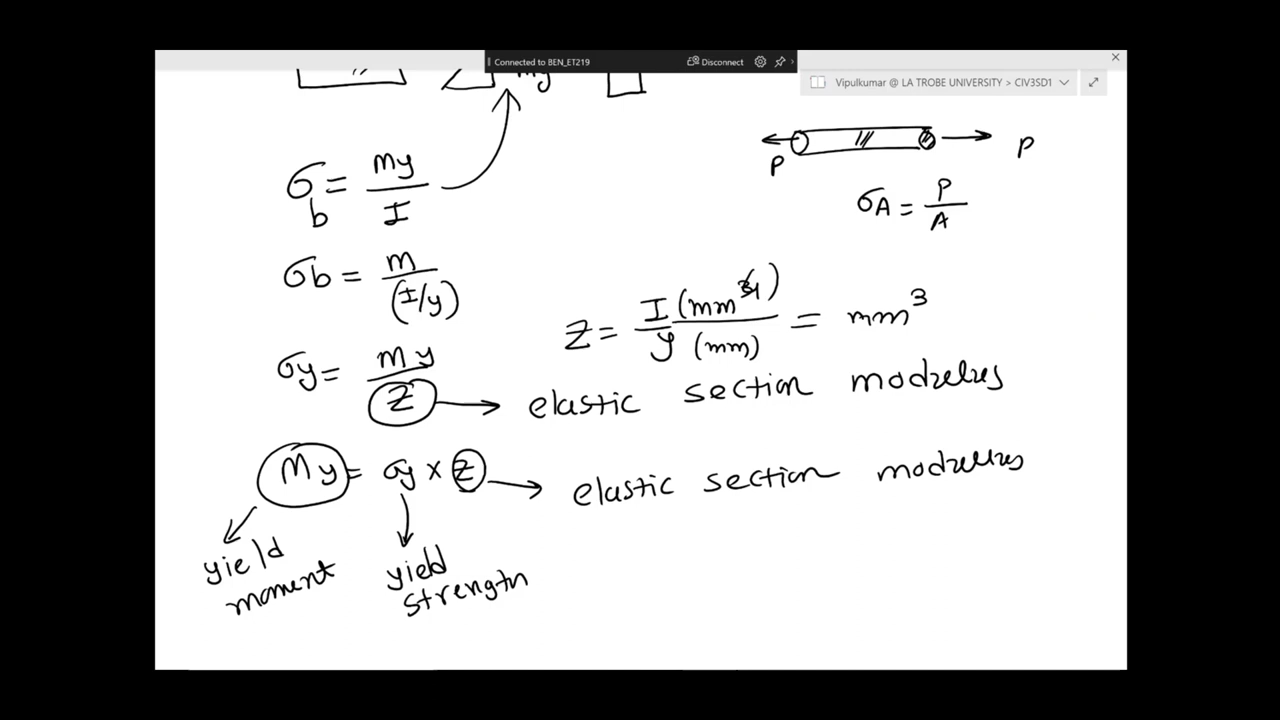 Connected to BEN_ET219
Disconnect
Vipulkumar @ LA TROBE UNIVERSITY > CIV3SD1
my
P
P
σb = My/I
σA = P/A
σb = M/(I/y)
Z = I (mm⁴)/y (mm) = mm³
σy = My/Z → elastic section modulus
My = σy × Z → elastic section modulus
yield
moment
yield
strength